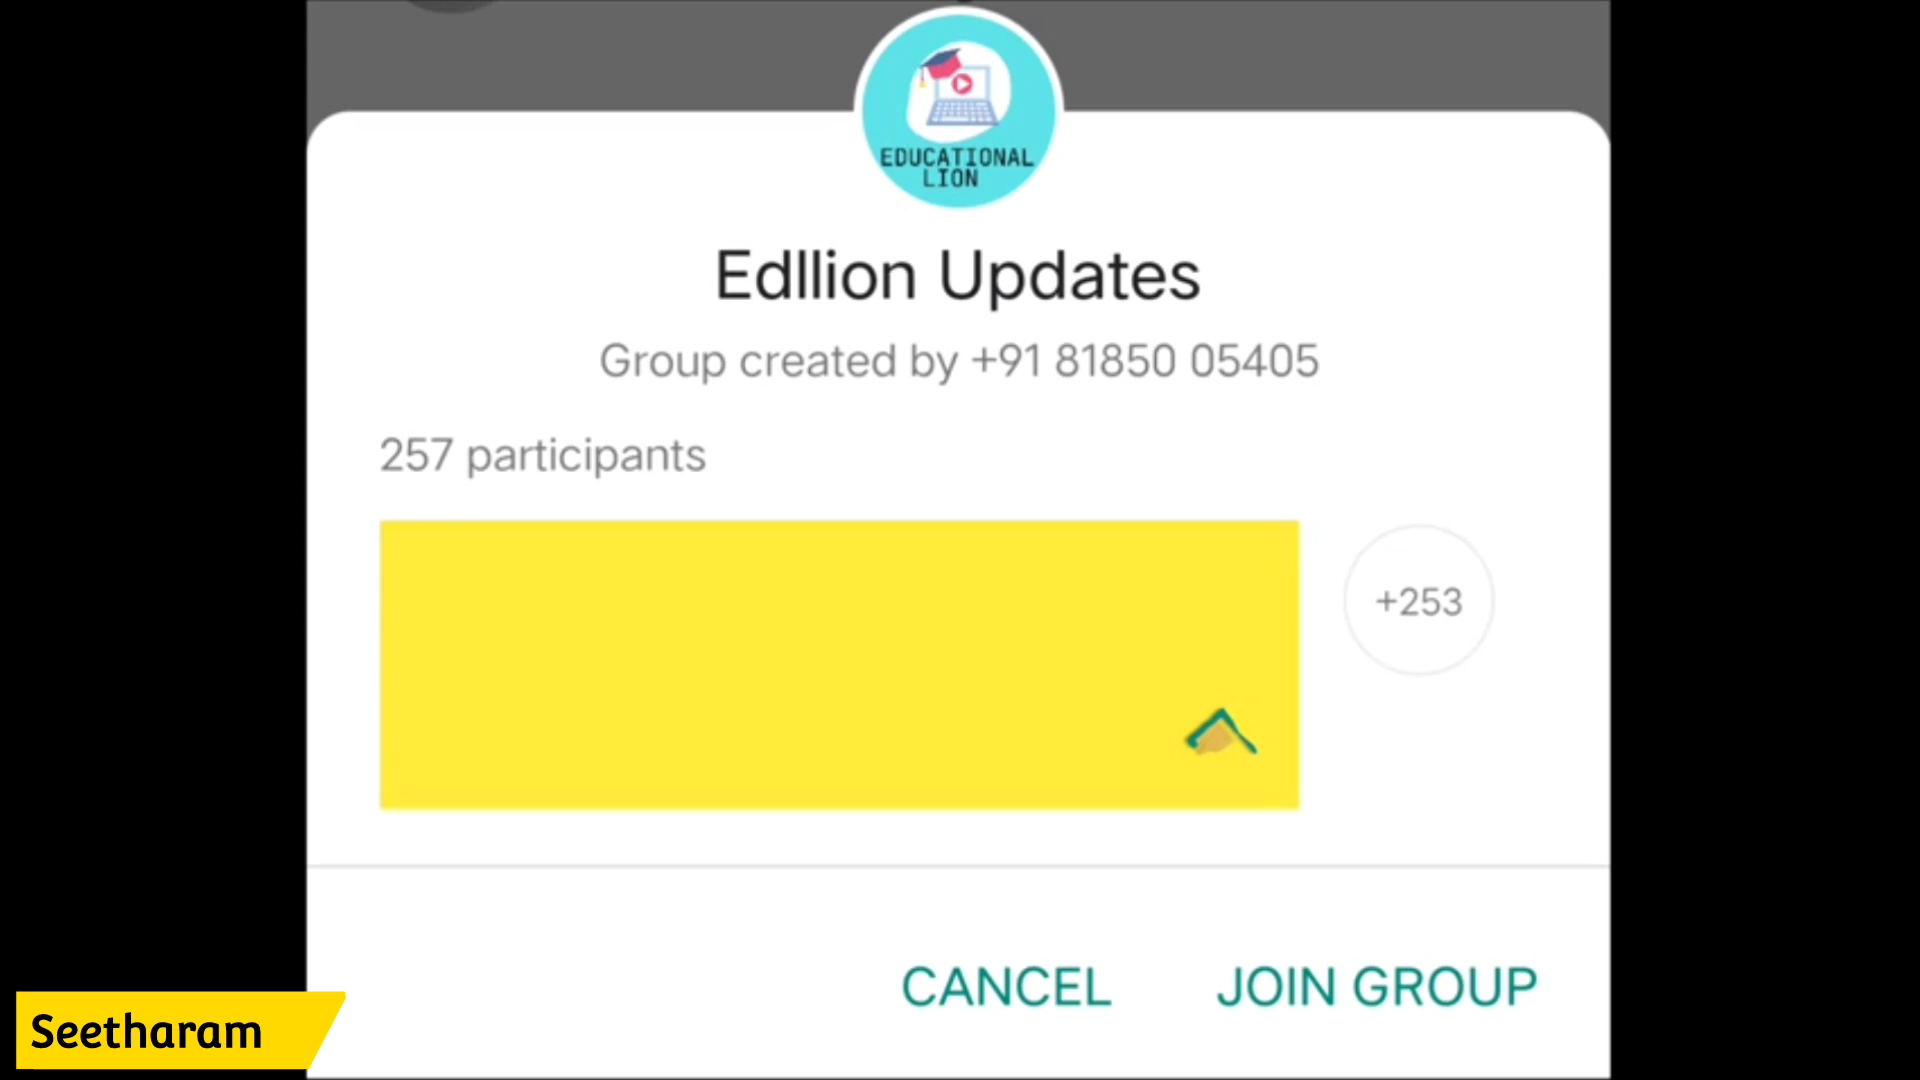 EDUCATIONAL
LION
Edllion Updates
Group created by +91 81850 05405
257 participants
+253
CANCEL JOIN GROUP
Seetharam